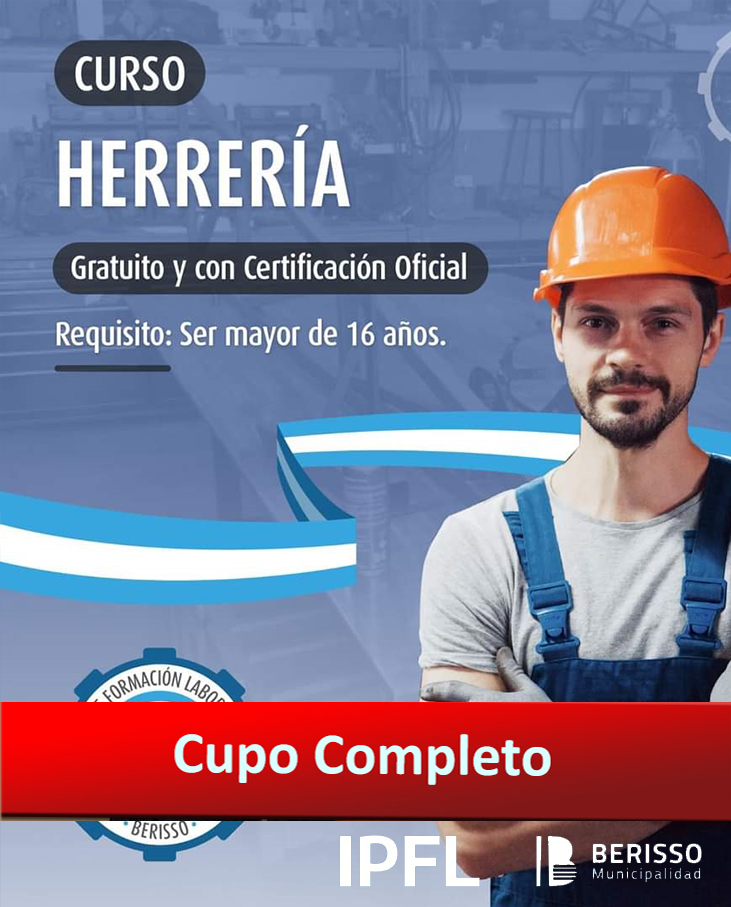 CURSO
HERRERÍA
Gratuito y con Certificación Oficial
Requisito: Ser mayor de 16 años.
FORMACIÓN LABOR
Cupo Completo
BERISSO
IPFL
BERISSO
Municipalidad